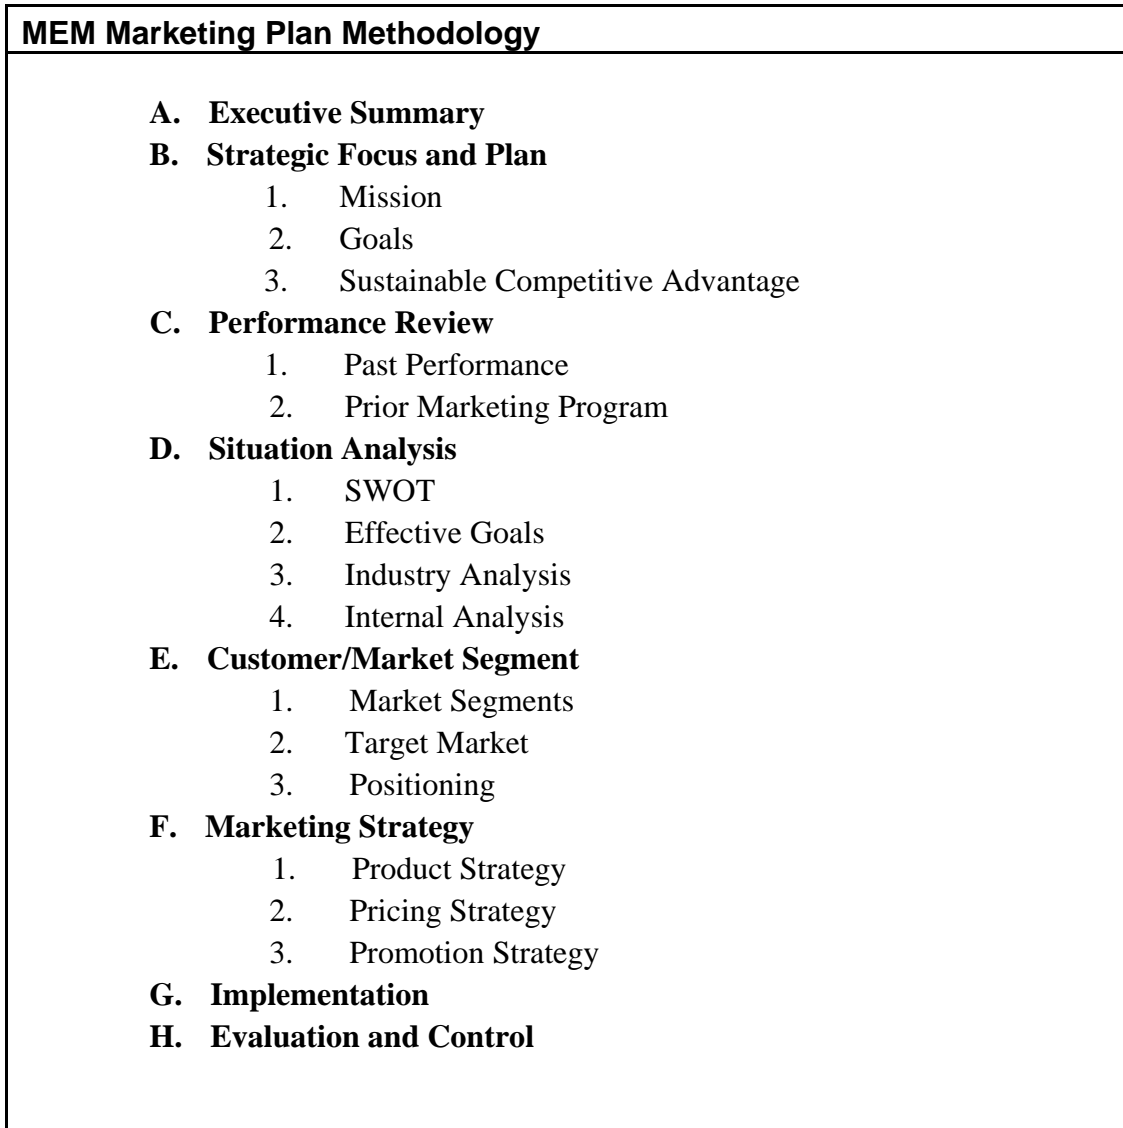 MEM Marketing Plan Methodology
A. Executive Summary
B. Strategic Focus and Plan
1. Mission
2. Goals
3. Sustainable Competitive Advantage
C. Performance Review
1. Past Performance
2. Prior Marketing Program
D. Situation Analysis
1. SWOT
2. Effective Goals
3. Industry Analysis
4. Internal Analysis
E. Customer/Market Segment
1. Market Segments
2. Target Market
3. Positioning
F. Marketing Strategy
1. Product Strategy
2. Pricing Strategy
3. Promotion Strategy
G. Implementation
H. Evaluation and Control